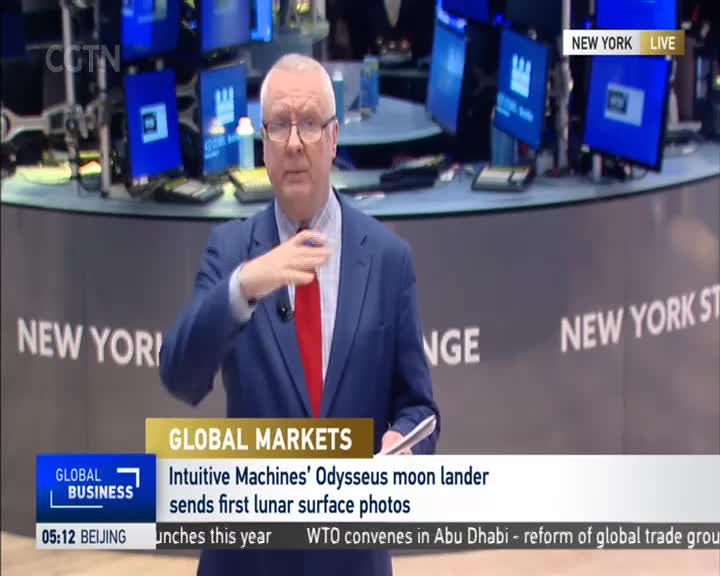 CGTN
NEW YORK LIVE
NEW YORK
NGE
NEW YORK ST
GLOBAL MARKETS
GLOBAL
BUSINESS
Intuitive Machines' Odysseus moon lander
sends first lunar surface photos
05:12 BEIJING
unches this year WTO convenes in Abu Dhabi - reform of global trade grou